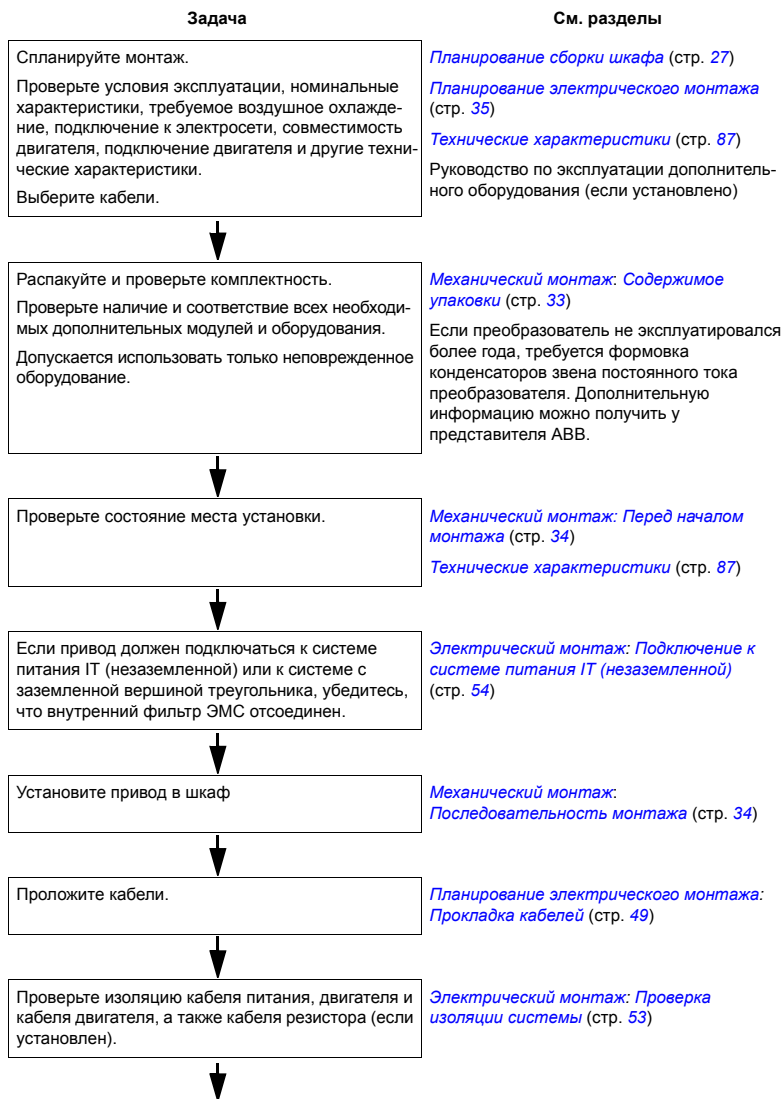 Задача
См. разделы
Спланируйте монтаж.
Проверьте условия эксплуатации, номинальные
характеристики, требуемое воздушное охлажде-
ние, подключение к электросети, совместимость
двигателя, подключение двигателя и другие техни-
ческие характеристики.
Выберите кабели.
Планирование сборки шкафа (стр. 27)
Планирование электрического монтажа
(стр. 35)
Технические характеристики (стр. 87)
Руководство по эксплуатации дополнитель-
ного оборудования (если установлено)
Распакуйте и проверьте комплектность.
Проверьте наличие и соответствие всех необходи-
мых дополнительных модулей и оборудования.
Допускается использовать только неповрежденное
оборудование.
Механический монтаж: Содержимое
упаковки (стр. 33)
Если преобразователь не эксплуатировался
более года, требуется формовка
конденсаторов звена постоянного тока
преобразователя. Дополнительную
информацию можно получить у
представителя ABB.
Проверьте состояние места установки.
Механический монтаж: Перед началом
монтажа (стр. 34)
Технические характеристики (стр. 87)
Если привод должен подключаться к системе
питания IT (незаземленной) или к системе с
заземленной вершиной треугольника, убедитесь,
что внутренний фильтр ЭМС отсоединен.
Электрический монтаж: Подключение к
системе питания IT (незаземленной)
(стр. 54)
Установите привод в шкаф
Механический монтаж:
Последовательность монтажа (стр. 34)
Проложите кабели.
Планирование электрического монтажа:
Прокладка кабелей (стр. 49)
Проверьте изоляцию кабеля питания, двигателя и
кабеля двигателя, а также кабеля резистора (если
установлен).
Электрический монтаж: Проверка
изоляции системы (стр. 53)